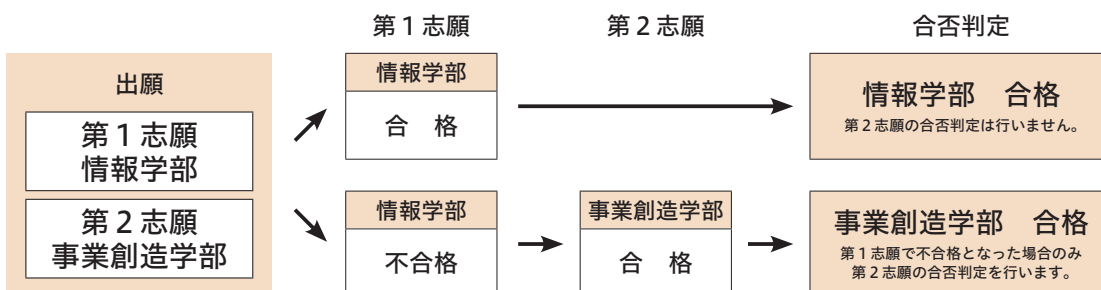 第1志願
第2志願
合否判定
出願
第1志願
情報学部
第2志願
事業創造学部
情報学部
合　格
情報学部　合格
第2志願の合否判定は行いません。
情報学部
不合格
事業創造学部
合　格
事業創造学部　合格
第1志願で不合格となった場合のみ
第2志願の合否判定を行います。